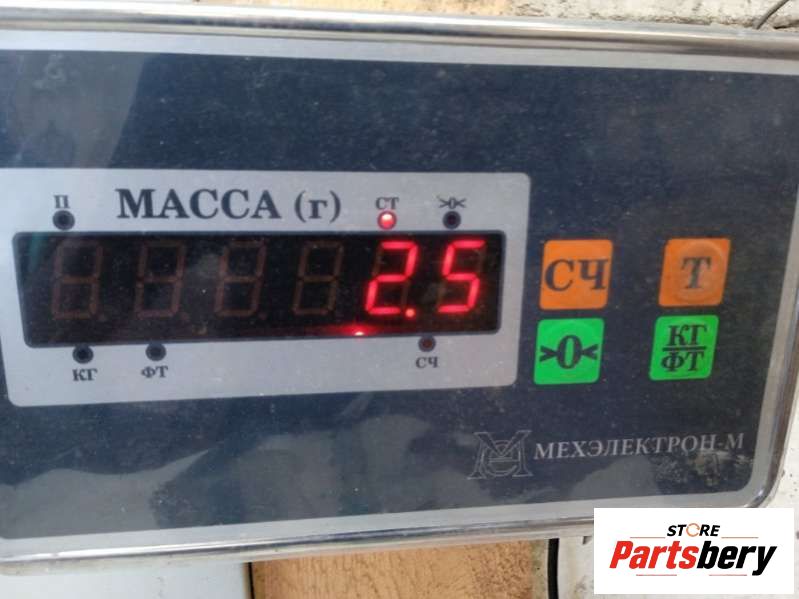 П МАССА (г) СТ >0<
2.5
КГ ФТ СЧ
СЧ Т
>0< КГ/ФТ
МЕХЭЛЕКТРОН-М
STORE
Partsbery